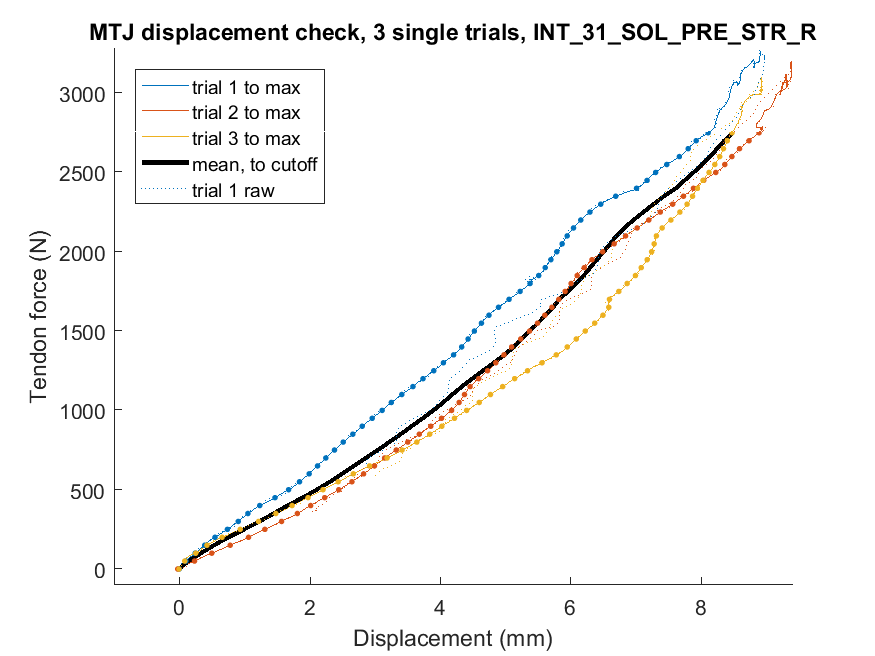 MTJ displacement check, 3 single trials, INT_31_SOL_PRE_STR_R
trial 1 to max
trial 2 to max
trial 3 to max
mean, to cutoff
trial 1 raw
Tendon force (N)
3000
2500
2000
1500
1000
500
0
0 2 4 6 8
Displacement (mm)